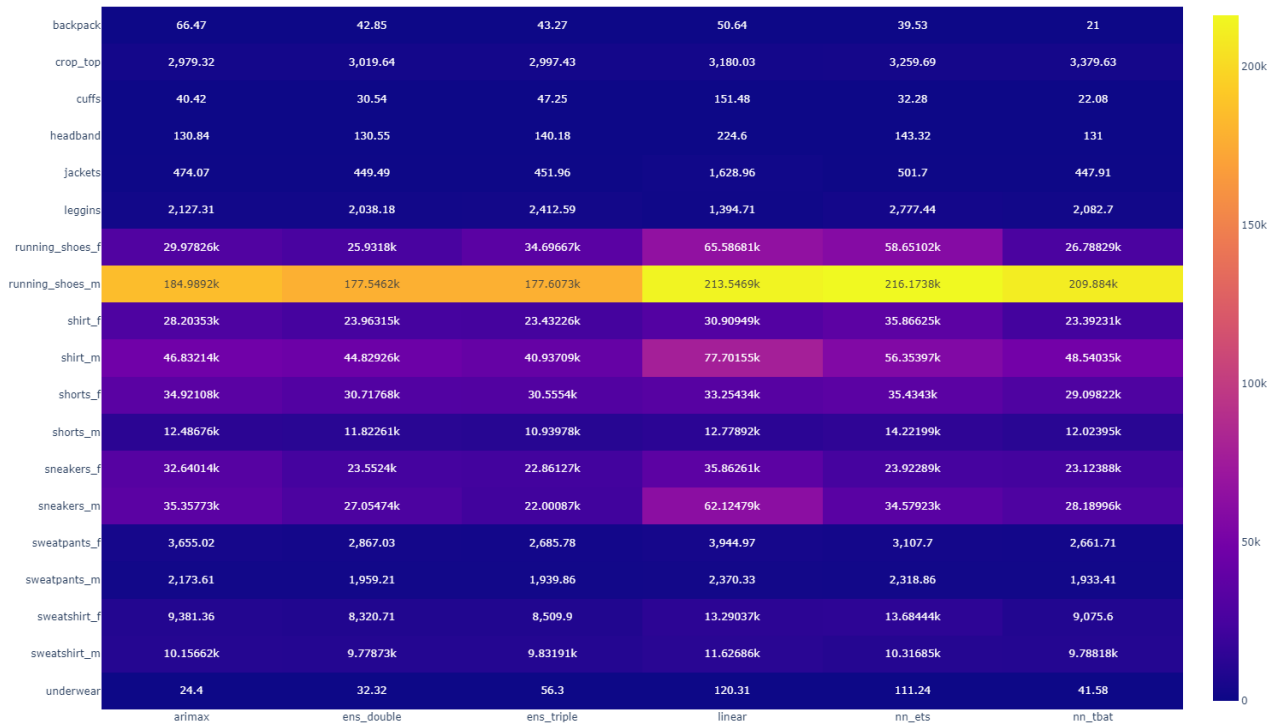 backpack 66.47 42.85 43.27 50.64 39.53 21
crop_top 2,979.32 3,019.64 2,997.43 3,180.03 3,259.69 3,379.63
200k
cuffs 40.42 30.54 47.25 151.48 32.28 22.08
headband 130.84 130.55 140.18 224.6 143.32 131
jackets 474.07 449.49 451.96 1,628.96 501.7 447.91
leggins 2,127.31 2,038.18 2,412.59 1,394.71 2,777.44 2,082.7
150k
running_shoes_f 29.97826k 25.9318k 34.69667k 65.58681k 58.65102k 26.78829k
running_shoes_m 184.9892k 177.5462k 177.6073k 213.5469k 216.1738k 209.884k
shirt_f 28.20353k 23.96315k 23.43226k 30.90949k 35.86625k 23.39231k
shirt_m 46.83214k 44.82926k 40.93709k 77.70155k 56.35397k 48.54035k
100k
shorts_f 34.92108k 30.71768k 30.5554k 33.25434k 35.4343k 29.09822k
shorts_m 12.48676k 11.82261k 10.93978k 12.77892k 14.22199k 12.02395k
sneakers_f 32.64014k 23.5524k 22.86127k 35.86261k 23.92289k 23.12388k
sneakers_m 35.35773k 27.05474k 22.00087k 62.12479k 34.57923k 28.18996k
sweatpants_f 3,655.02 2,867.03 2,685.78 3,944.97 3,107.7 2,661.71
50k
sweatpants_m 2,173.61 1,959.21 1,939.86 2,370.33 2,318.86 1,933.41
sweatshirt_f 9,381.36 8,320.71 8,509.9 13.29037k 13.68444k 9,075.6
sweatshirt_m 10.15662k 9.77873k 9.83191k 11.62686k 10.31685k 9.78818k
underwear 24.4 32.32 56.3 120.31 111.24 41.58
0
arimax ens_double ens_triple linear nn_ets nn_tbat